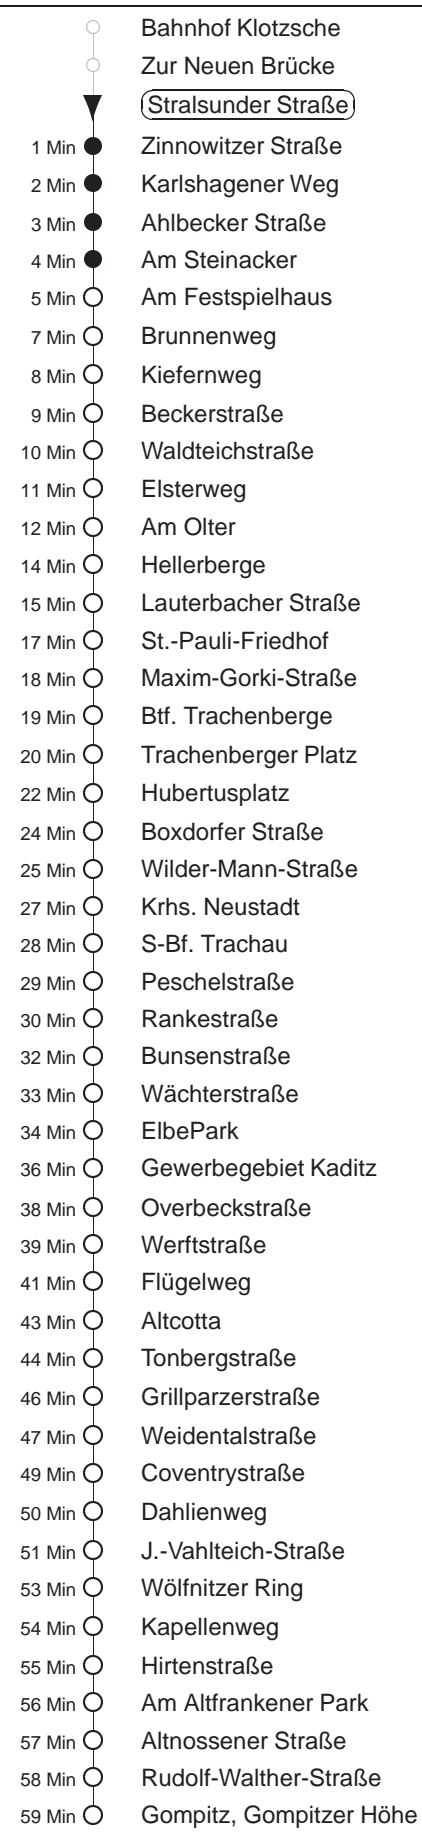 Bahnhof Klotzsche
Zur Neuen Brücke
Stralsunder Straße
1 Min Zinnowitzer Straße
2 Min Karlshagener Weg
3 Min Ahlbecker Straße
4 Min Am Steinacker
5 Min Am Festspielhaus
7 Min Brunnenweg
8 Min Kiefernweg
9 Min Beckerstraße
10 Min Waldteichstraße
11 Min Elsterweg
12 Min Am Olter
14 Min Hellerberge
15 Min Lauterbacher Straße
17 Min St.-Pauli-Friedhof
18 Min Maxim-Gorki-Straße
19 Min Btf. Trachenberge
20 Min Trachenberger Platz
22 Min Hubertusplatz
24 Min Boxdorfer Straße
25 Min Wilder-Mann-Straße
27 Min Krhs. Neustadt
28 Min S-Bf. Trachau
29 Min Peschelstraße
30 Min Rankestraße
32 Min Bunsenstraße
33 Min Wächterstraße
34 Min ElbePark
36 Min Gewerbegebiet Kaditz
38 Min Overbeckstraße
39 Min Werftstraße
41 Min Flügelweg
43 Min Altcotta
44 Min Tonbergstraße
46 Min Grillparzerstraße
47 Min Weidentalstraße
49 Min Coventrystraße
50 Min Dahlienweg
51 Min J.-Vahlteich-Straße
53 Min Wölfnitzer Ring
54 Min Kapellenweg
55 Min Hirtenstraße
56 Min Am Altfrankener Park
57 Min Altnossener Straße
58 Min Rudolf-Walther-Straße
59 Min Gompitz, Gompitzer Höhe